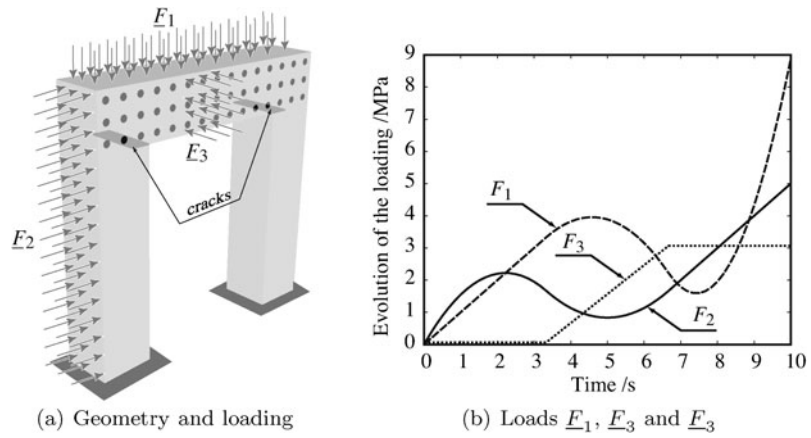 F1
F2
F3
cracks
(a) Geometry and loading
Evolution of the loading /MPa
9
8
7
6
5
4
3
2
1
0
F1
F3
F2
0 1 2 3 4 5 6 7 8 9 10
Time /s
(b) Loads F1, F3 and F3